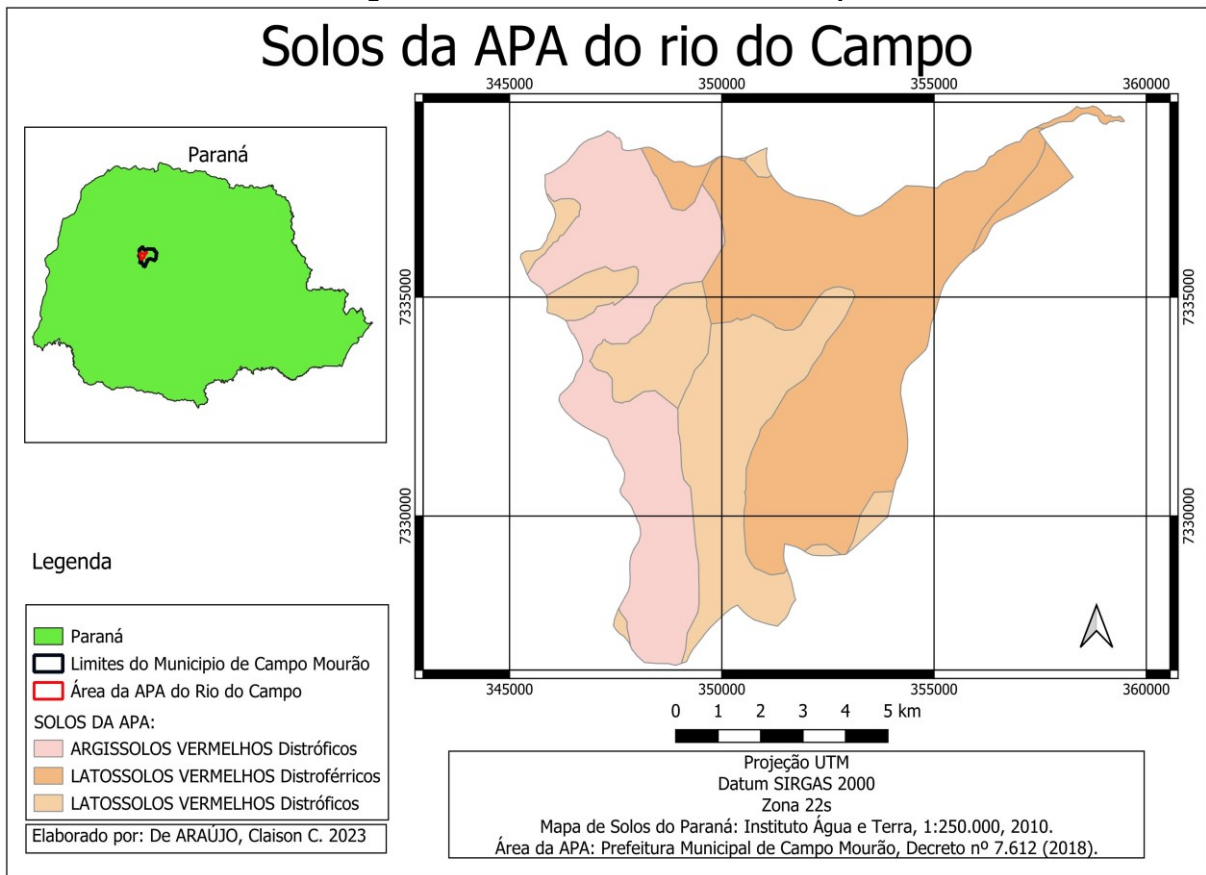 Solos da APA do rio do Campo
345000
350000
355000
360000
Paraná
7335000
7335000
7330000
7330000
345000
350000
355000
360000
Legenda
Paraná
Limites do Municipio de Campo Mourão
Área da APA do Rio do Campo
SOLOS DA APA:
ARGISSOLOS VERMELHOS Distróficos
LATOSSOLOS VERMELHOS Distroférricos
LATOSSOLOS VERMELHOS Distróficos
Elaborado por: De ARAÚJO, Claison C. 2023
0 1 2 3 4 5 km
Projeção UTM
Datum SIRGAS 2000
Zona 22s
Mapa de Solos do Paraná: Instituto Água e Terra, 1:250.000, 2010.
Área da APA: Prefeitura Municipal de Campo Mourão, Decreto nº 7.612 (2018).